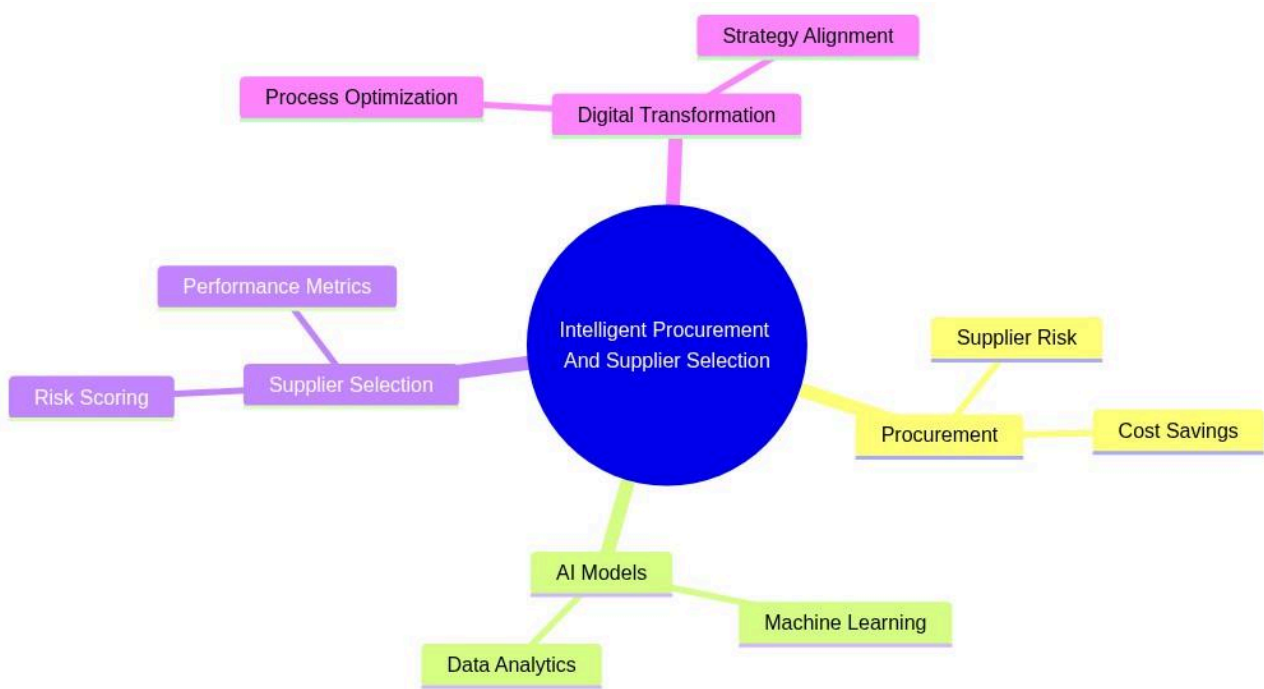 Strategy Alignment
Process Optimization
Digital Transformation
Performance Metrics
Intelligent Procurement
And Supplier Selection
Supplier Risk
Supplier Selection
Risk Scoring
Procurement
Cost Savings
AI Models
Machine Learning
Data Analytics